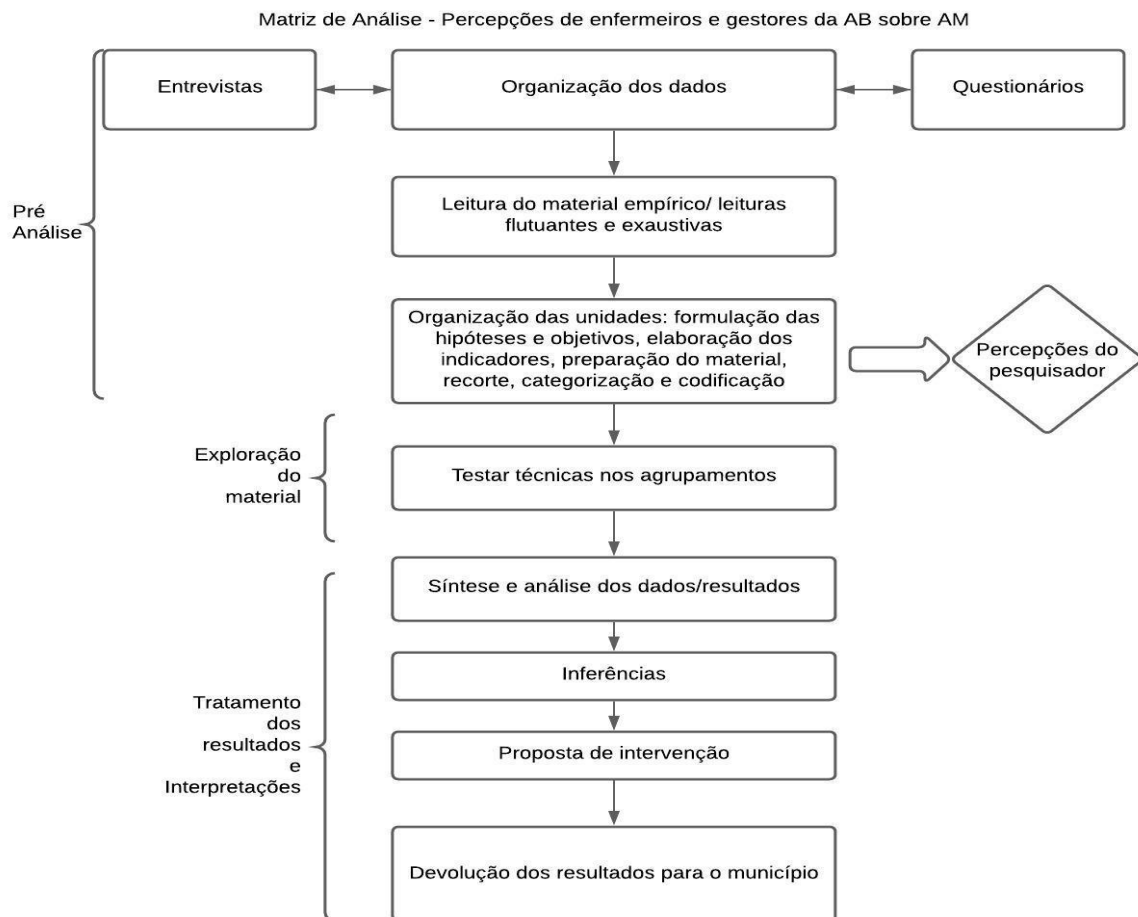 Matriz de Análise - Percepções de enfermeiros e gestores da AB sobre AM
Entrevistas
Organização dos dados
Questionários
Pré
Análise
Leitura do material empírico/ leituras
flutuantes e exaustivas
Organização das unidades: formulação das
hipóteses e objetivos, elaboração dos
indicadores, preparação do material,
recorte, categorização e codificação
Percepções do
pesquisador
Exploração
do
material
Testar técnicas nos agrupamentos
Síntese e análise dos dados/resultados
Inferências
Tratamento
dos
resultados
e
Interpretações
Proposta de intervenção
Devolução dos resultados para o município